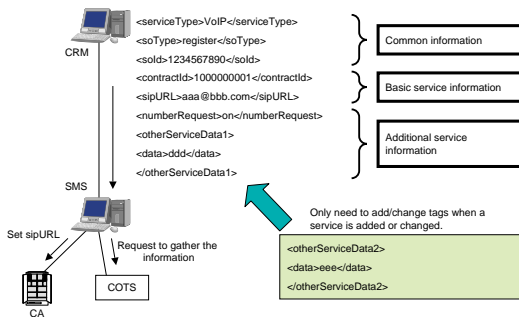 CRM
<serviceType>VoIP</serviceType>
<soType>register</soType>
<soId>1234567890</soId>
<contractId>1000000001</contractId>
<sipURL>aaa@bbb.com</sipURL>
<numberRequest>on</numberRequest>
<otherServiceData1>
<data>ddd</data>
</otherServiceData1>
Common information
Basic service information
Additional service
information
SMS
Set sipURL
Request to gather the
information
CA
COTS
Only need to add/change tags when a
service is added or changed.
<otherServiceData2>
<data>eee</data>
</otherServiceData2>